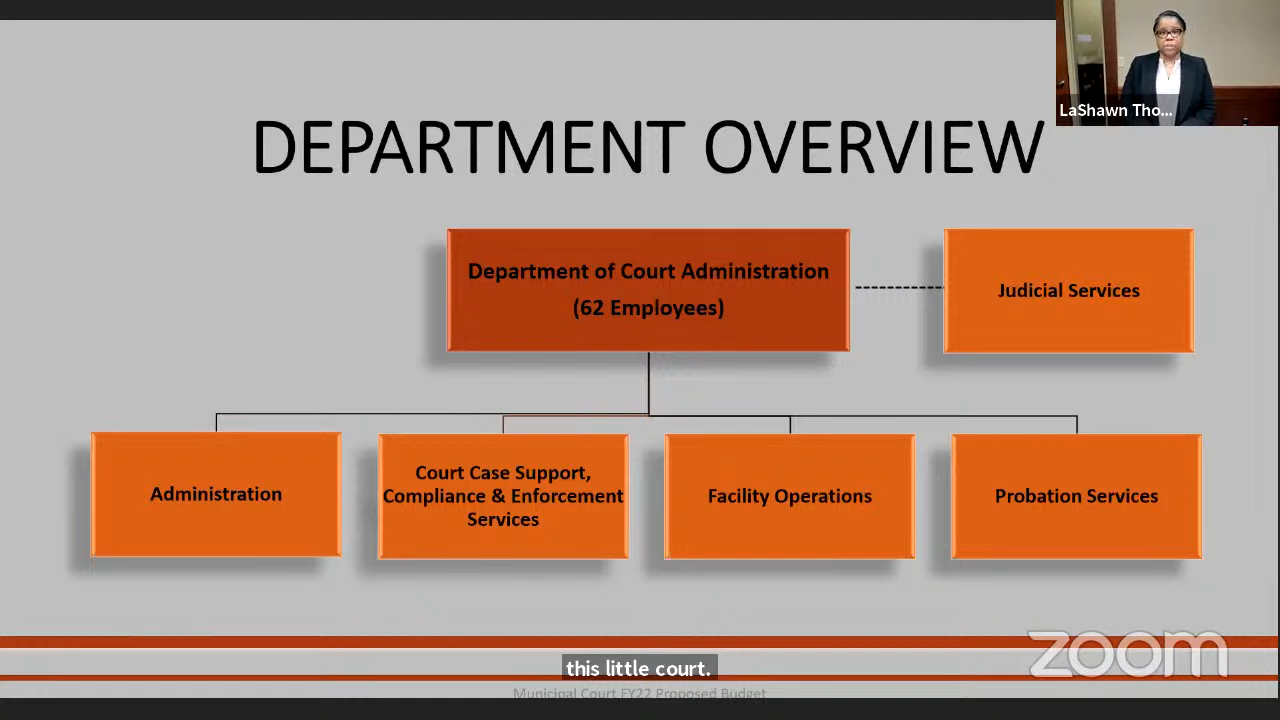 LaShawn Tho...
DEPARTMENT OVERVIEW
Department of Court Administration
(62 Employees)
Judicial Services
Administration
Court Case Support,
Compliance & Enforcement
Services
Facility Operations
Probation Services
zoom
this little court.
Municipal Court FY22 Proposed Budget